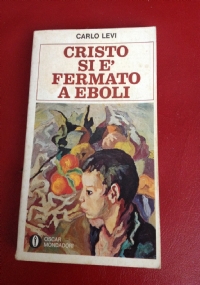 CARLO LEVI
CRISTO
SI E'
FERMATO
A EBOLI
OSCAR
MONDADORI